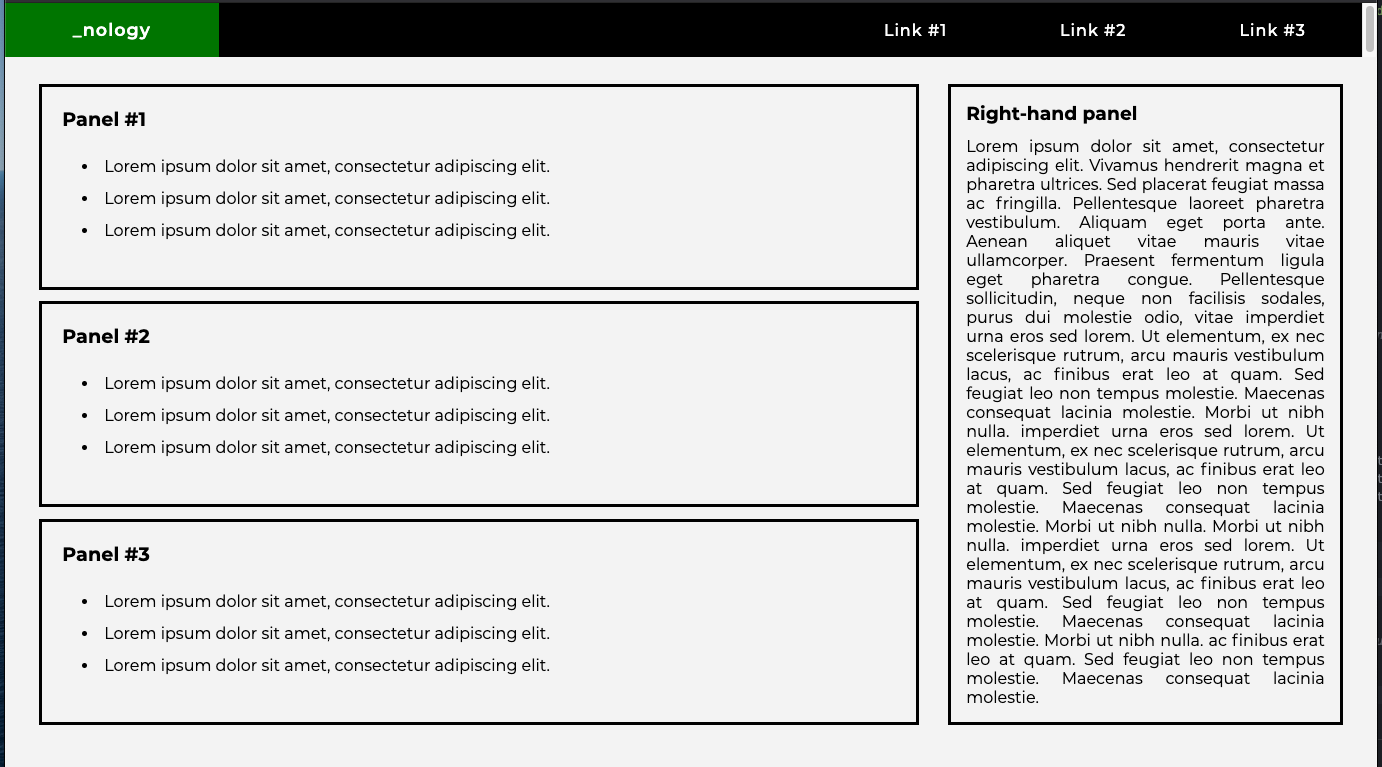 _nology
Link #1
Link #2
Link #3
Panel #1
• Lorem ipsum dolor sit amet, consectetur adipiscing elit.
• Lorem ipsum dolor sit amet, consectetur adipiscing elit.
• Lorem ipsum dolor sit amet, consectetur adipiscing elit.
Panel #2
• Lorem ipsum dolor sit amet, consectetur adipiscing elit.
• Lorem ipsum dolor sit amet, consectetur adipiscing elit.
• Lorem ipsum dolor sit amet, consectetur adipiscing elit.
Panel #3
• Lorem ipsum dolor sit amet, consectetur adipiscing elit.
• Lorem ipsum dolor sit amet, consectetur adipiscing elit.
• Lorem ipsum dolor sit amet, consectetur adipiscing elit.
Right-hand panel
Lorem ipsum dolor sit amet, consectetur
adipiscing elit. Vivamus hendrerit magna et
pharetra ultrices. Sed placerat feugiat massa
ac fringilla. Pellentesque laoreet pharetra
vestibulum. Aliquam eget porta ante.
Aenean aliquet vitae mauris vitae
ullamcorper. Praesent fermentum ligula
eget pharetra congue. Pellentesque
sollicitudin, neque non facilisis sodales,
purus dui molestie odio, vitae imperdiet
urna eros sed lorem. Ut elementum, ex nec
scelerisque rutrum, arcu mauris vestibulum
lacus, ac finibus erat leo at quam. Sed
feugiat leo non tempus molestie. Maecenas
consequat lacinia molestie. Morbi ut nibh
nulla. imperdiet urna eros sed lorem. Ut
elementum, ex nec scelerisque rutrum, arcu
mauris vestibulum lacus, ac finibus erat leo
at quam. Sed feugiat leo non tempus
molestie. Maecenas consequat lacinia
molestie. Morbi ut nibh nulla. Morbi ut nibh
nulla. imperdiet urna eros sed lorem. Ut
elementum, ex nec scelerisque rutrum, arcu
mauris vestibulum lacus, ac finibus erat leo
at quam. Sed feugiat leo non tempus
molestie. Maecenas consequat lacinia
molestie. Morbi ut nibh nulla. ac finibus erat
leo at quam. Sed feugiat leo non tempus
molestie. Maecenas consequat lacinia
molestie.